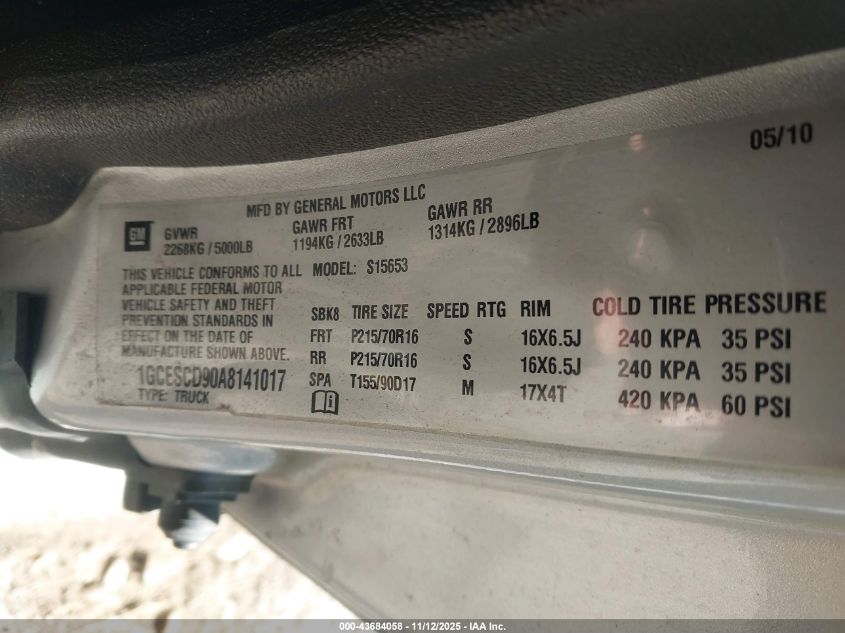 05/10
MFD BY GENERAL MOTORS LLC
GM
GVWR GAWR FRT GAWR RR
2268KG / 5000LB 1194KG / 2633LB 1314KG / 2896LB
THIS VEHICLE CONFORMS TO ALL
APPLICABLE FEDERAL MOTOR
VEHICLE SAFETY AND THEFT
PREVENTION STANDARDS IN
EFFECT ON THE DATE OF
MANUFACTURE SHOWN ABOVE.
1GCESCD90A8141017
TYPE: TRUCK
MODEL: S15653
SBK8 TIRE SIZE SPEED RTG RIM COLD TIRE PRESSURE
FRT P215/70R16 S 16X6.5J 240 KPA 35 PSI
RR P215/70R16 S 16X6.5J 240 KPA 35 PSI
SPA T155/90D17 M 17X4T 420 KPA 60 PSI
000-43684058 - 11/12/2025 - IAA Inc.